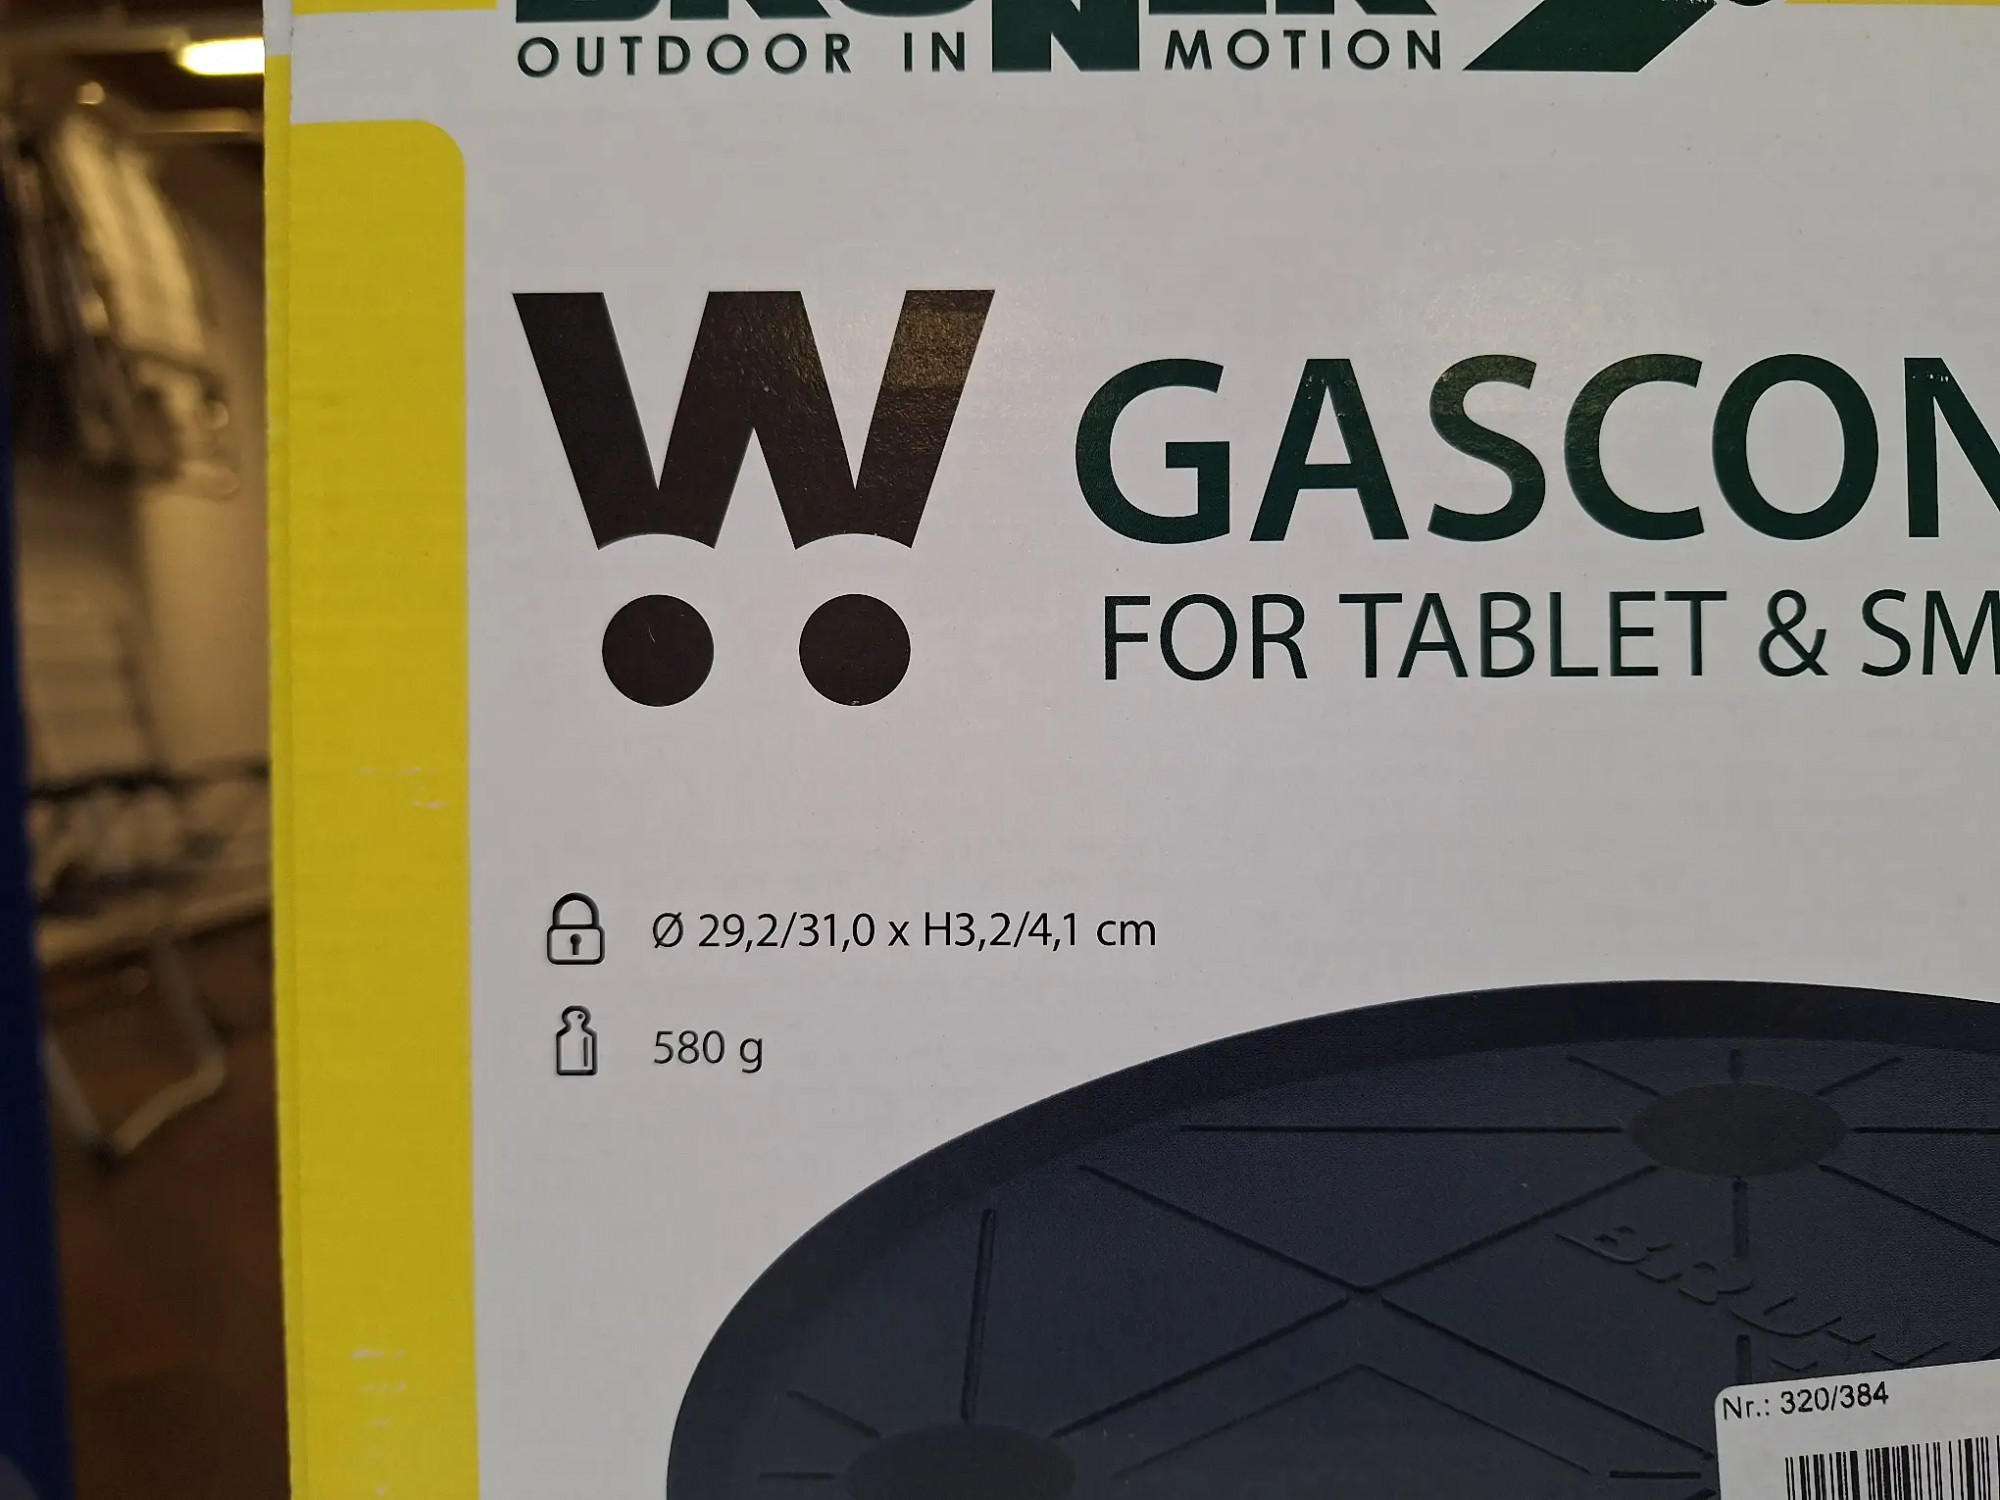 OUTDOOR IN MOTION
W
GASCON
FOR TABLET & SM
Ø 29,2/31,0 x H3,2/4,1 cm
580 g
Nr.: 320/384